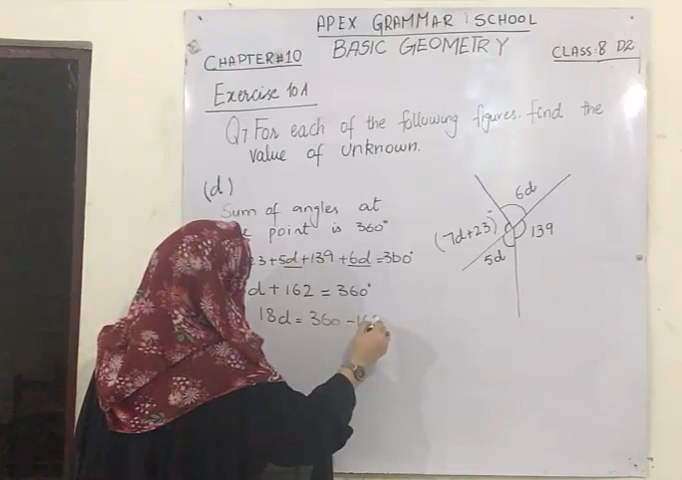 APEX GRAMMAR SCHOOL
BASIC GEOMETRY
CHAPTER#10
CLASS:8 D2
Exercise 10A
Q7 For each of the following figures. find the
value of unknown.
(d)
Sum of angles at
point is 360°
3+5d+139+6d=360°
d+162=360°
18d=360-16
6d
(7d+23)°
139
5d